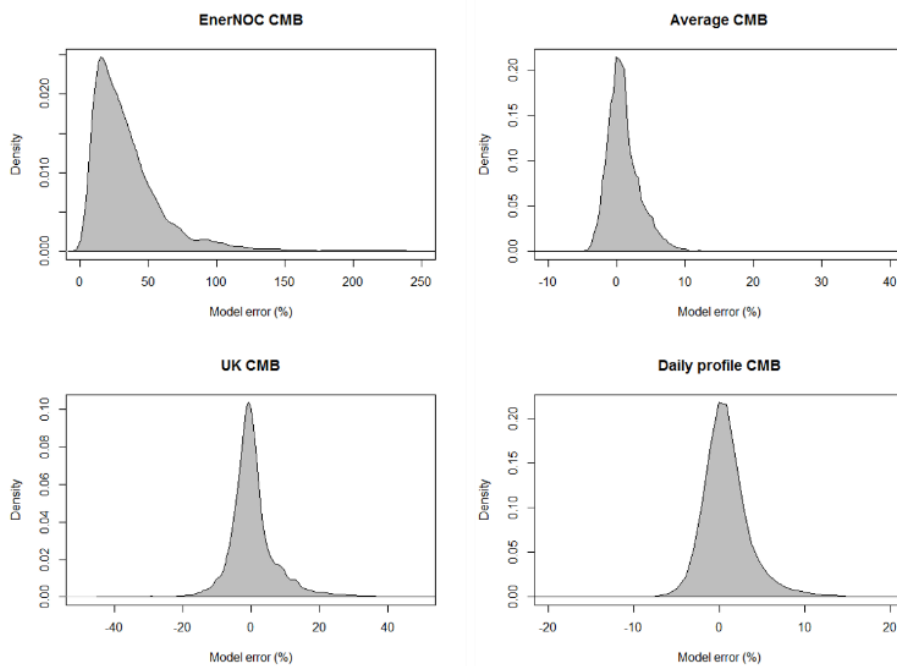 EnerNOC CMB
Density
0.000
0.010
0.020
0 50 100 150 200 250
Model error (%)
Average CMB
Density
0.00
0.05
0.10
0.15
0.20
-10 0 10 20 30 40
Model error (%)
UK CMB
Density
0.00
0.02
0.04
0.06
0.08
0.10
-40 -20 0 20 40
Model error (%)
Daily profile CMB
Density
0.00
0.05
0.10
0.15
0.20
-20 -10 0 10 20
Model error (%)